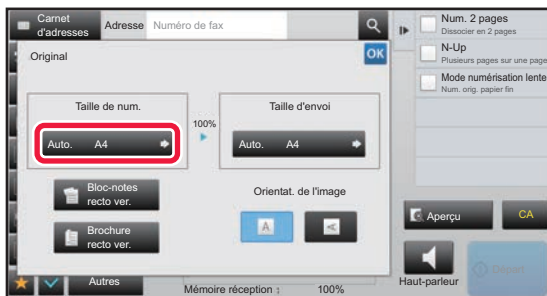 Carnet
d'adresses
Adresse
Numéro de fax
Original
OK
Taille de num.
100%
Taille d'envoi
Auto. A4
Auto. A4
Bloc-notes
recto ver.
Orientat. de l'image
A
A
Brochure
recto ver.
Autres
Mémoire réception :
100%
Num. 2 pages
Dissocier en 2 pages
N-Up
Plusieurs pages sur une page
Mode numérisation lente
Num. orig. papier fin
Aperçu
CA
Haut-parleur
Départ